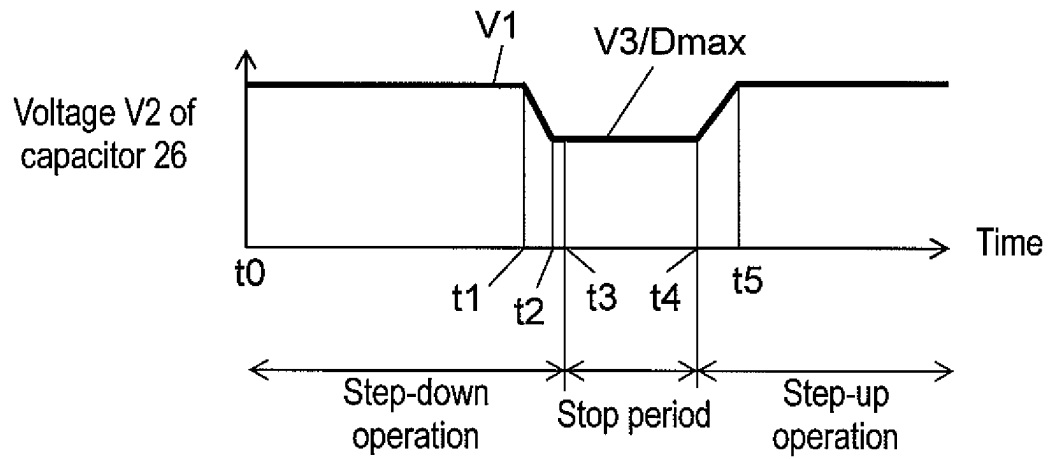 V1
V3/Dmax
Voltage V2 of
capacitor 26
Time
t0
t1
t2
t3
t4
t5
Step-down
operation
Stop period
Step-up
operation